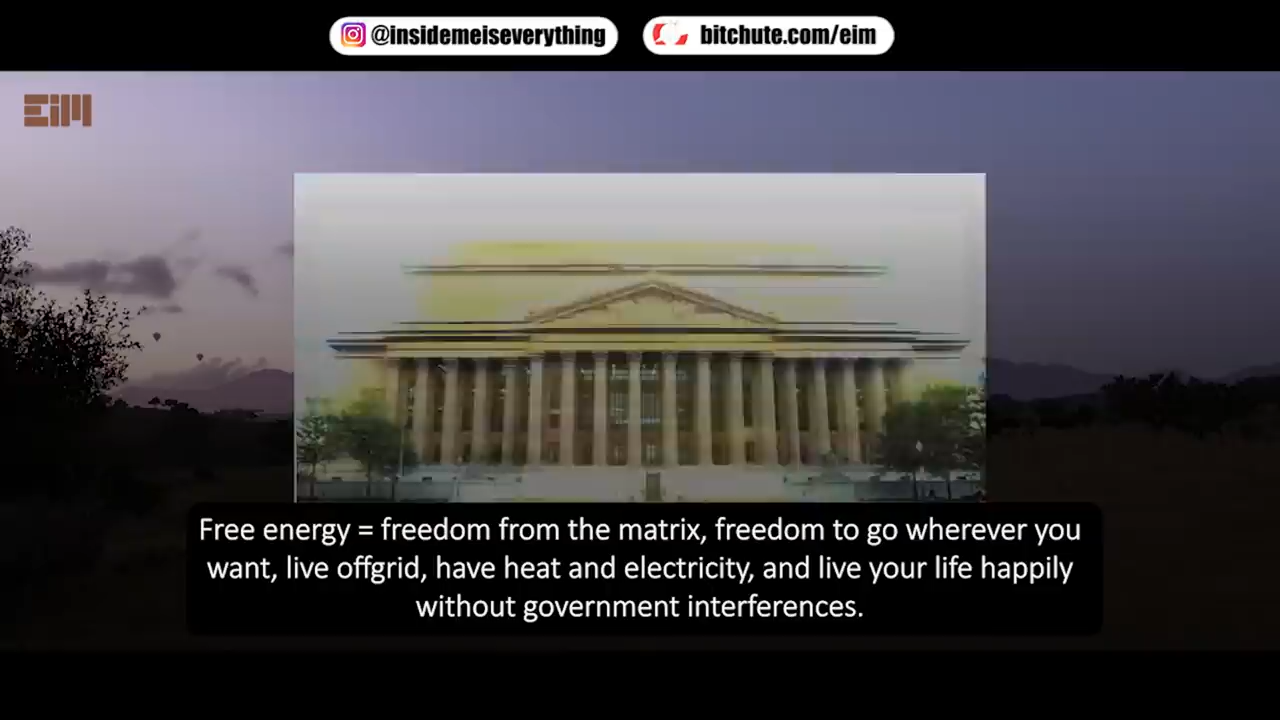 @insidemeiseverything
bitchute.com/eim
EiM
Free energy = freedom from the matrix, freedom to go wherever you
want, live offgrid, have heat and electricity, and live your life happily
without government interferences.